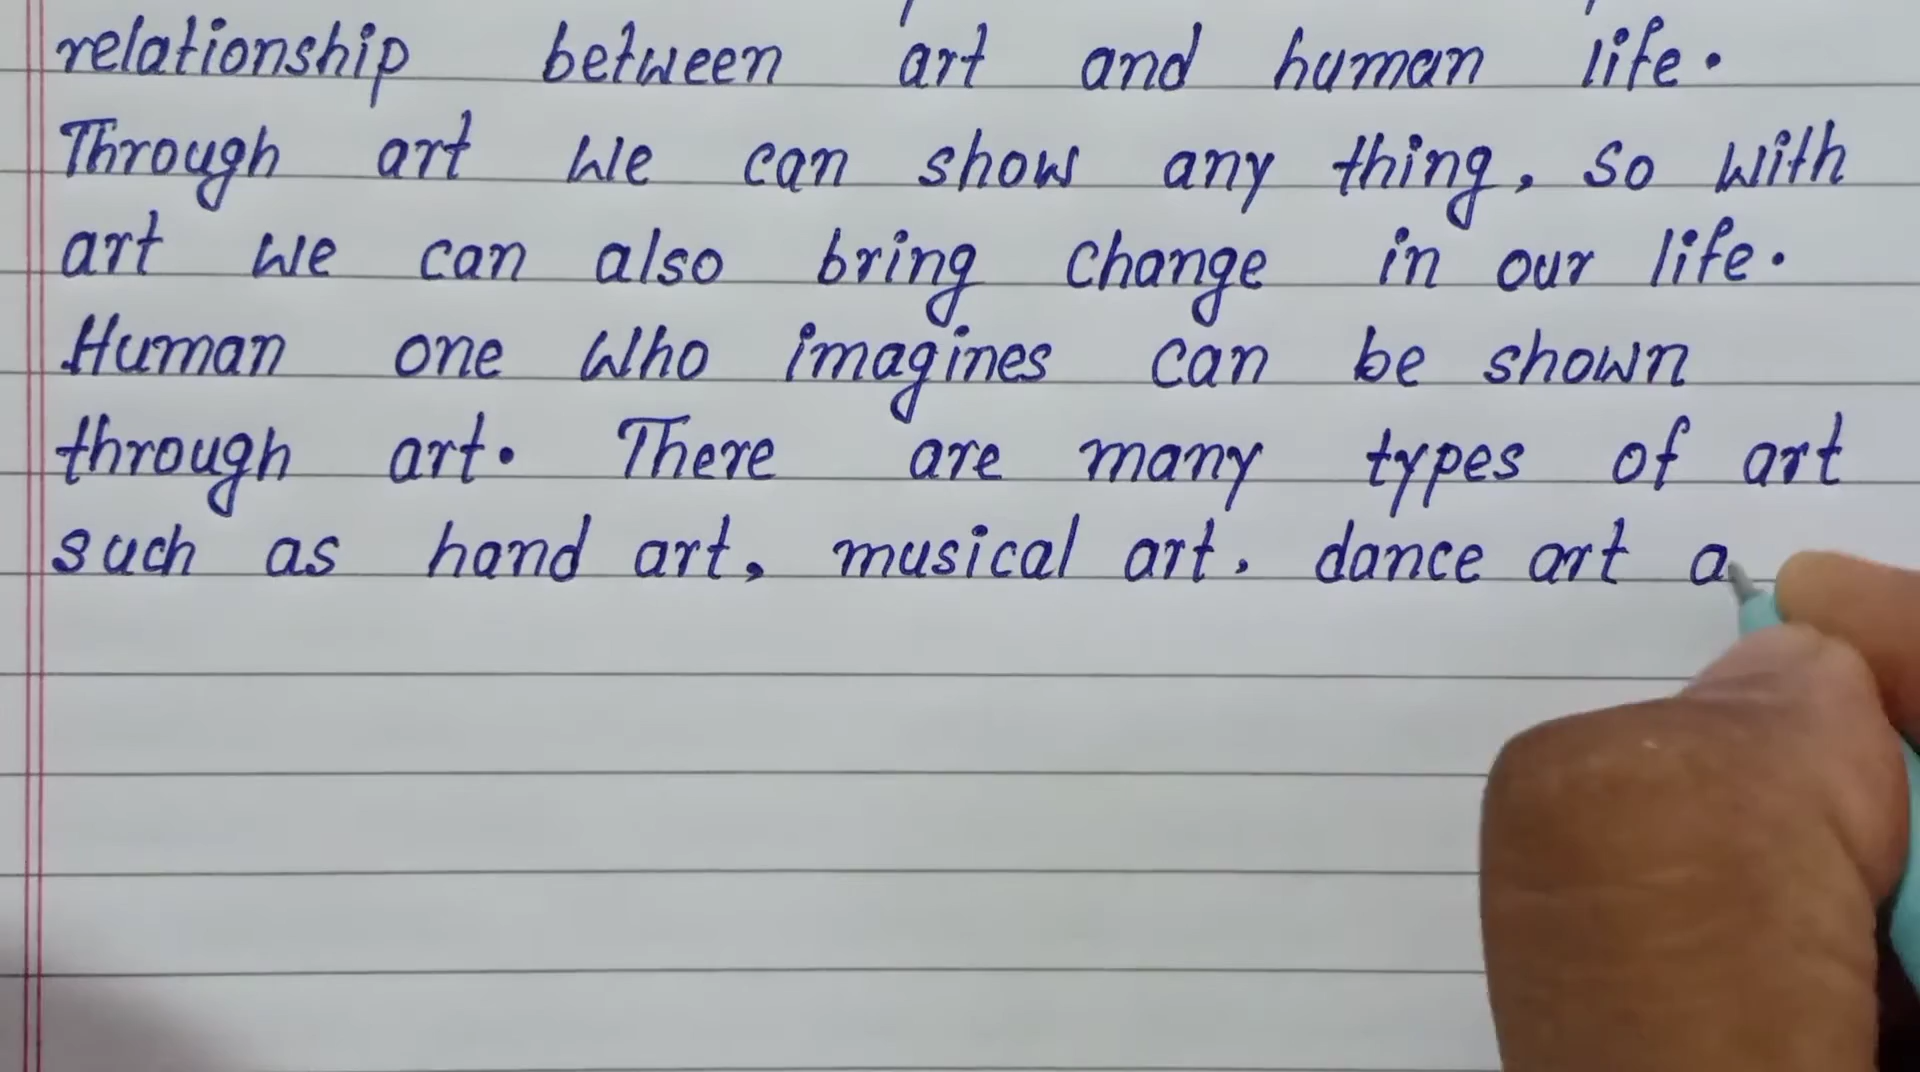 relationship between art and human life.
Through art we can show any thing, so with
art we can also bring change in our life.
Human one who imagines can be shown
through art. There are many types of art
such as hand art, musical art, dance art a